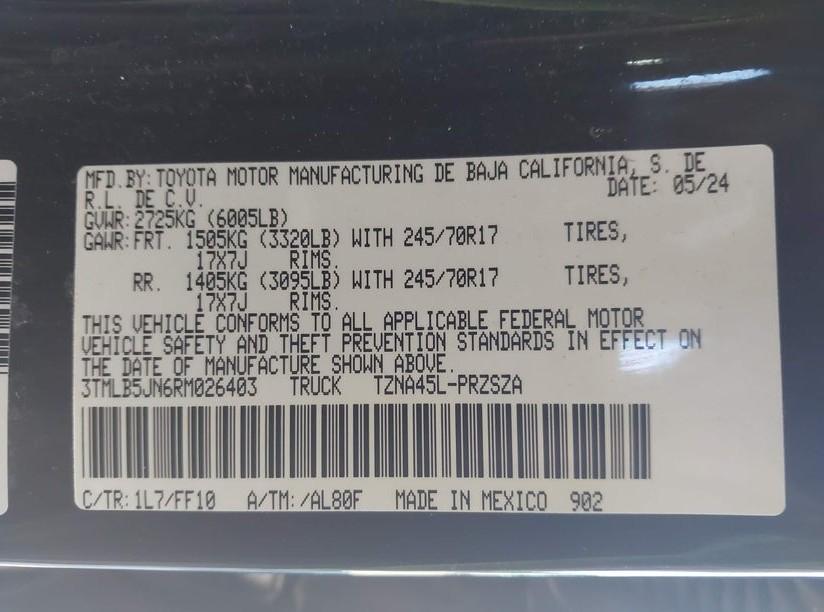 MFD.BY:TOYOTA MOTOR MANUFACTURING DE BAJA CALIFORNIA, S. DE
R.L. DE C.V. DATE: 05/24
GVWR:2725KG (6005LB)
GAWR:FRT. 1505KG (3320LB) WITH 245/70R17 TIRES,
17X7J RIMS.
RR. 1405KG (3095LB) WITH 245/70R17 TIRES,
17X7J RIMS.
THIS VEHICLE CONFORMS TO ALL APPLICABLE FEDERAL MOTOR
VEHICLE SAFETY AND THEFT PREVENTION STANDARDS IN EFFECT ON
THE DATE OF MANUFACTURE SHOWN ABOVE.
3TMLB5JN6RM026403 TRUCK TZNA45L-PRZSZA
C/TR:1L7/FF10 A/TM:/AL80F MADE IN MEXICO 902